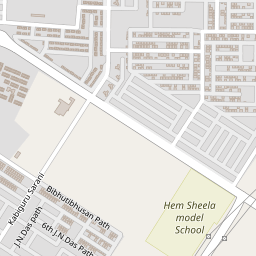 Hem Sheela
model
School
Kabiguru Sarani
Bibhutibhusan Path
J.N.Das path
6th J.N.Das Path